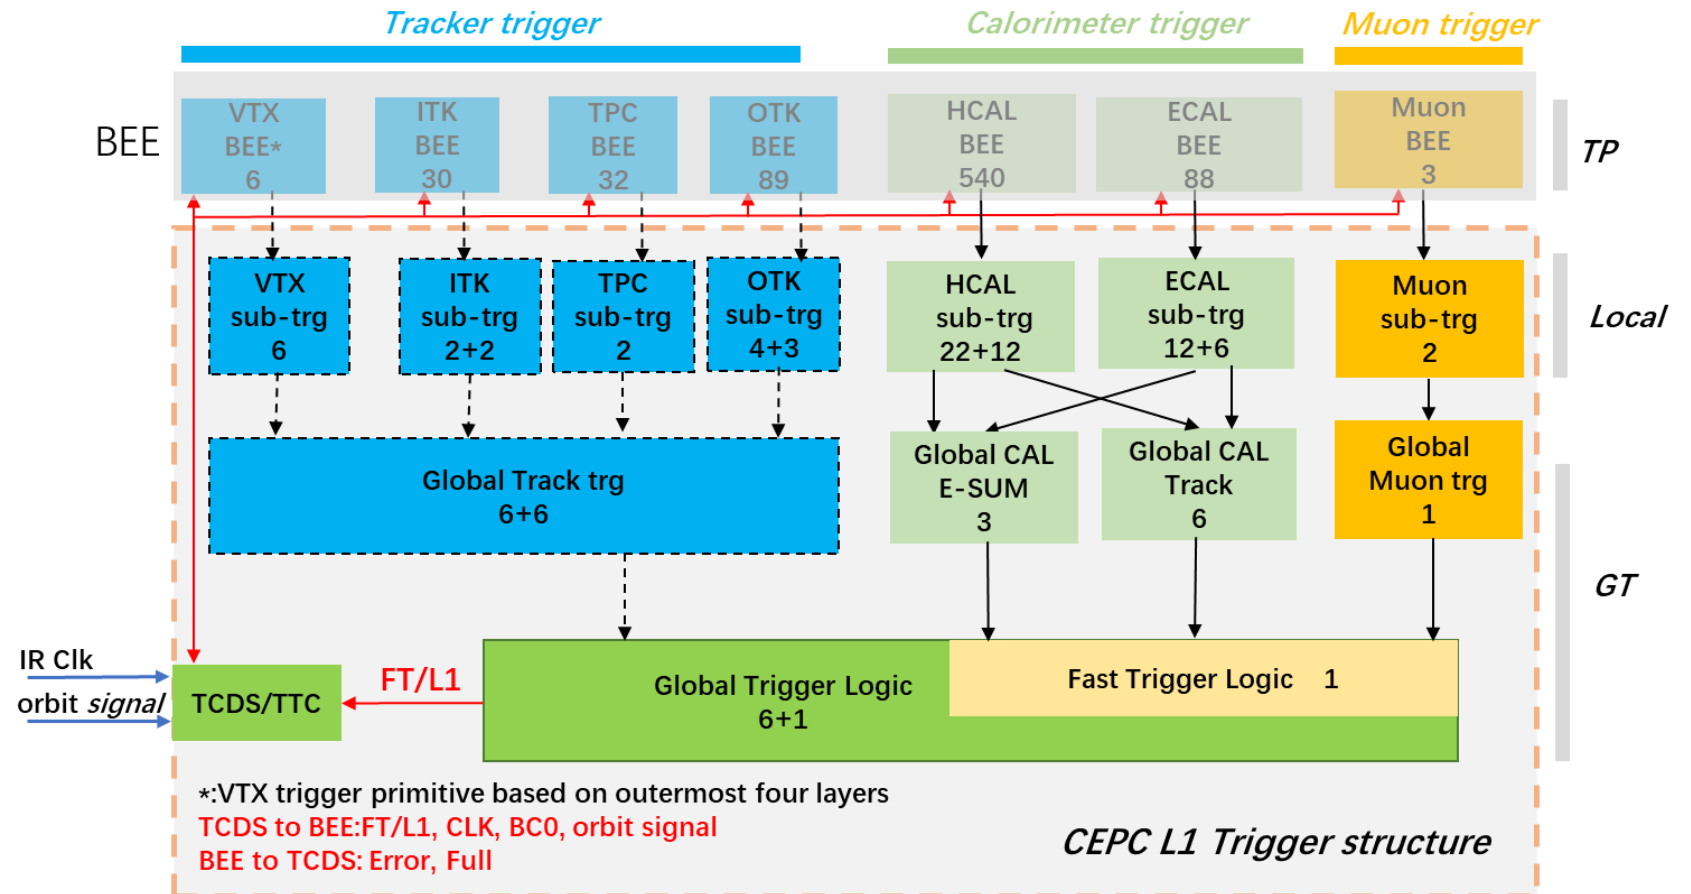 Tracker trigger
Calorimeter trigger
Muon trigger
BEE
VTX
BEE*
6
ITK
BEE
30
TPC
BEE
32
OTK
BEE
89
HCAL
BEE
540
ECAL
BEE
88
Muon
BEE
3
TP
VTX
sub-trg
6
ITK
sub-trg
2+2
TPC
sub-trg
2
OTK
sub-trg
4+3
HCAL
sub-trg
22+12
ECAL
sub-trg
12+6
Muon
sub-trg
2
Local
Global Track trg
6+6
Global CAL
E-SUM
3
Global CAL
Track
6
Global
Muon trg
1
GT
IR Clk
orbit signal
TCDS/TTC
FT/L1
Global Trigger Logic
6+1
Fast Trigger Logic 1
*:VTX trigger primitive based on outermost four layers
TCDS to BEE:FT/L1, CLK, BC0, orbit signal
BEE to TCDS: Error, Full
CEPC L1 Trigger structure